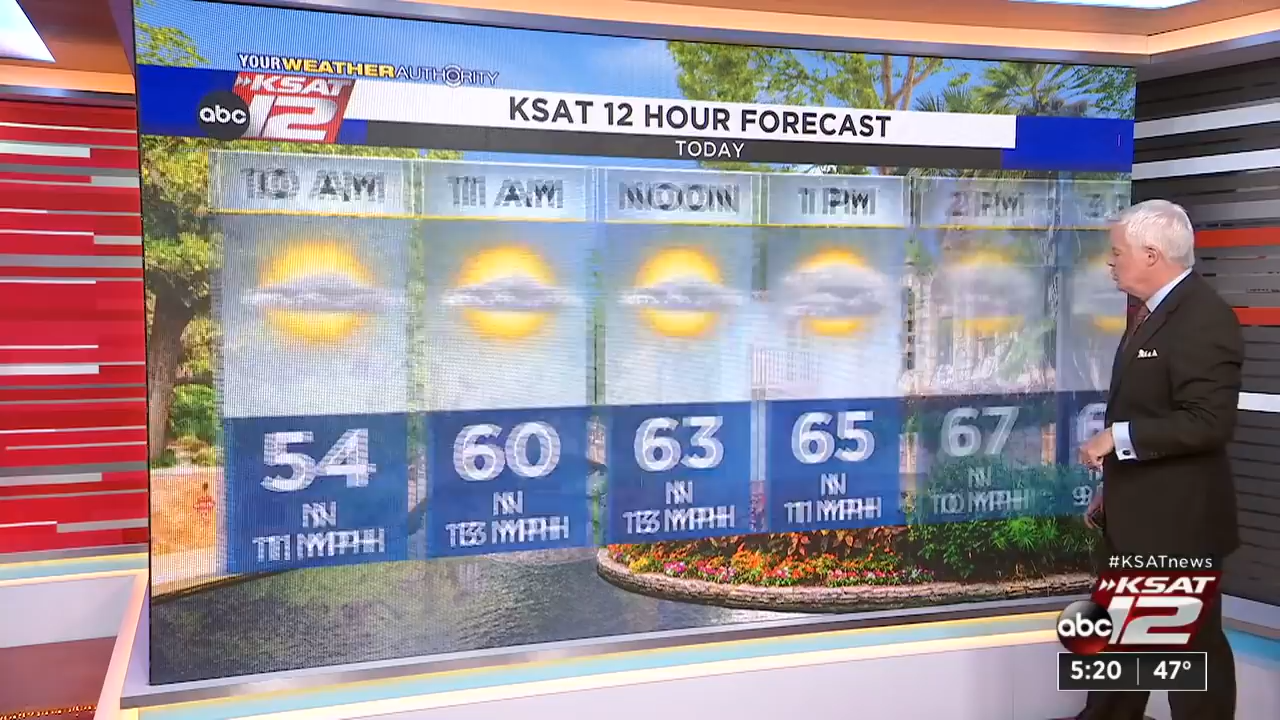 YOUR WEATHER AUTHORITY
KSAT
abc 12
KSAT 12 HOUR FORECAST
TODAY
10 AM 11 AM NOON 1 PM 2 PM
54 60 63 65 67
N N N N N
11 MPH 13 MPH 13 MPH 11 MPH 10 MPH
#KSATnews
KSAT
abc 12
5:20 47°